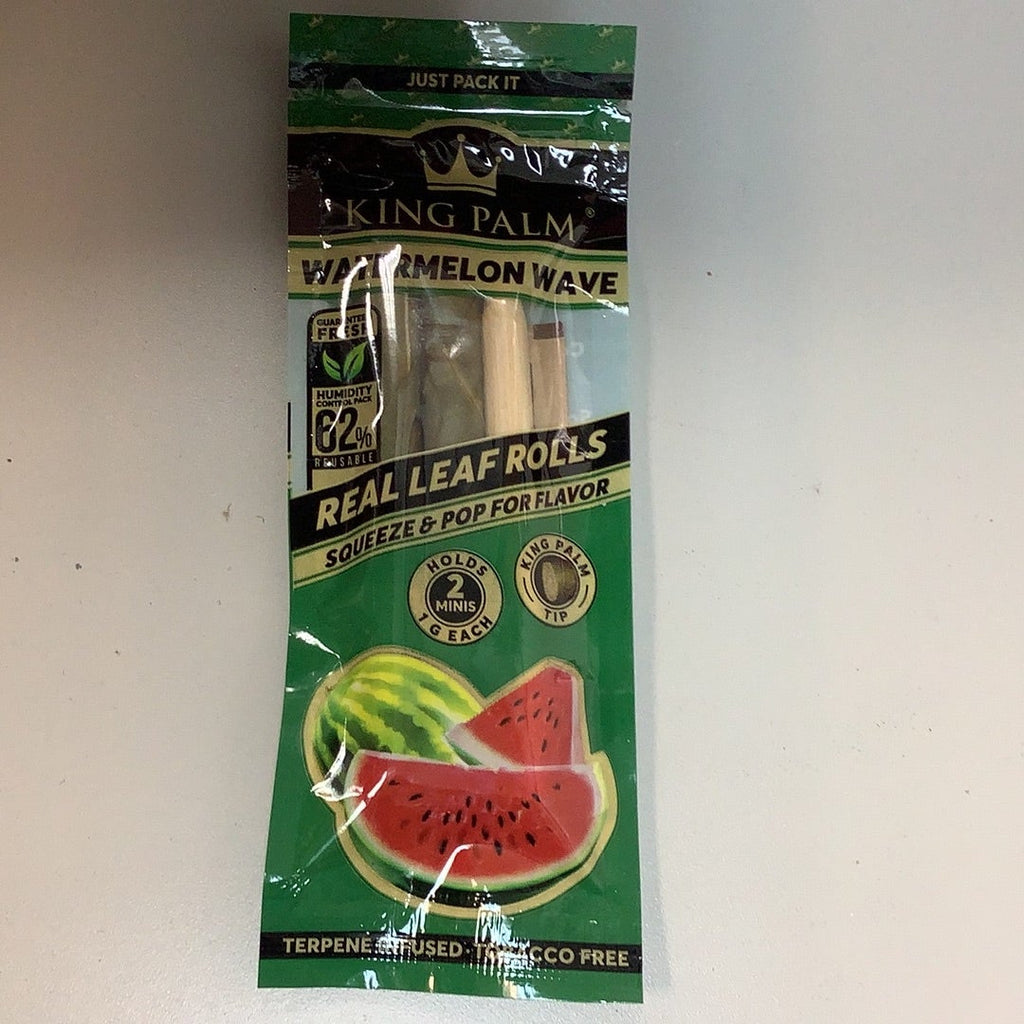 JUST PACK IT
KING PALM®
WATERMELON WAVE
GUARANTEED
FRESH
HUMIDITY
CONTROL PACK
62%
REUSABLE
REAL LEAF ROLLS
SQUEEZE & POP FOR FLAVOR
HOLDS
2
MINIS
1 G EACH
KING PALM
TIP
TERPENE INFUSED · TOBACCO FREE